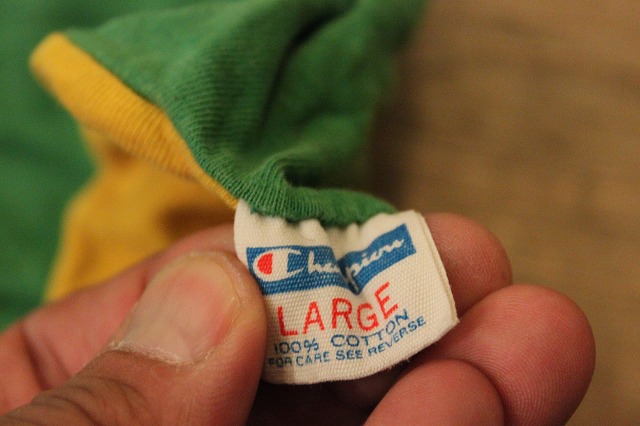 Champion
LARGE
100% COTTON
FOR CARE SEE REVERSE